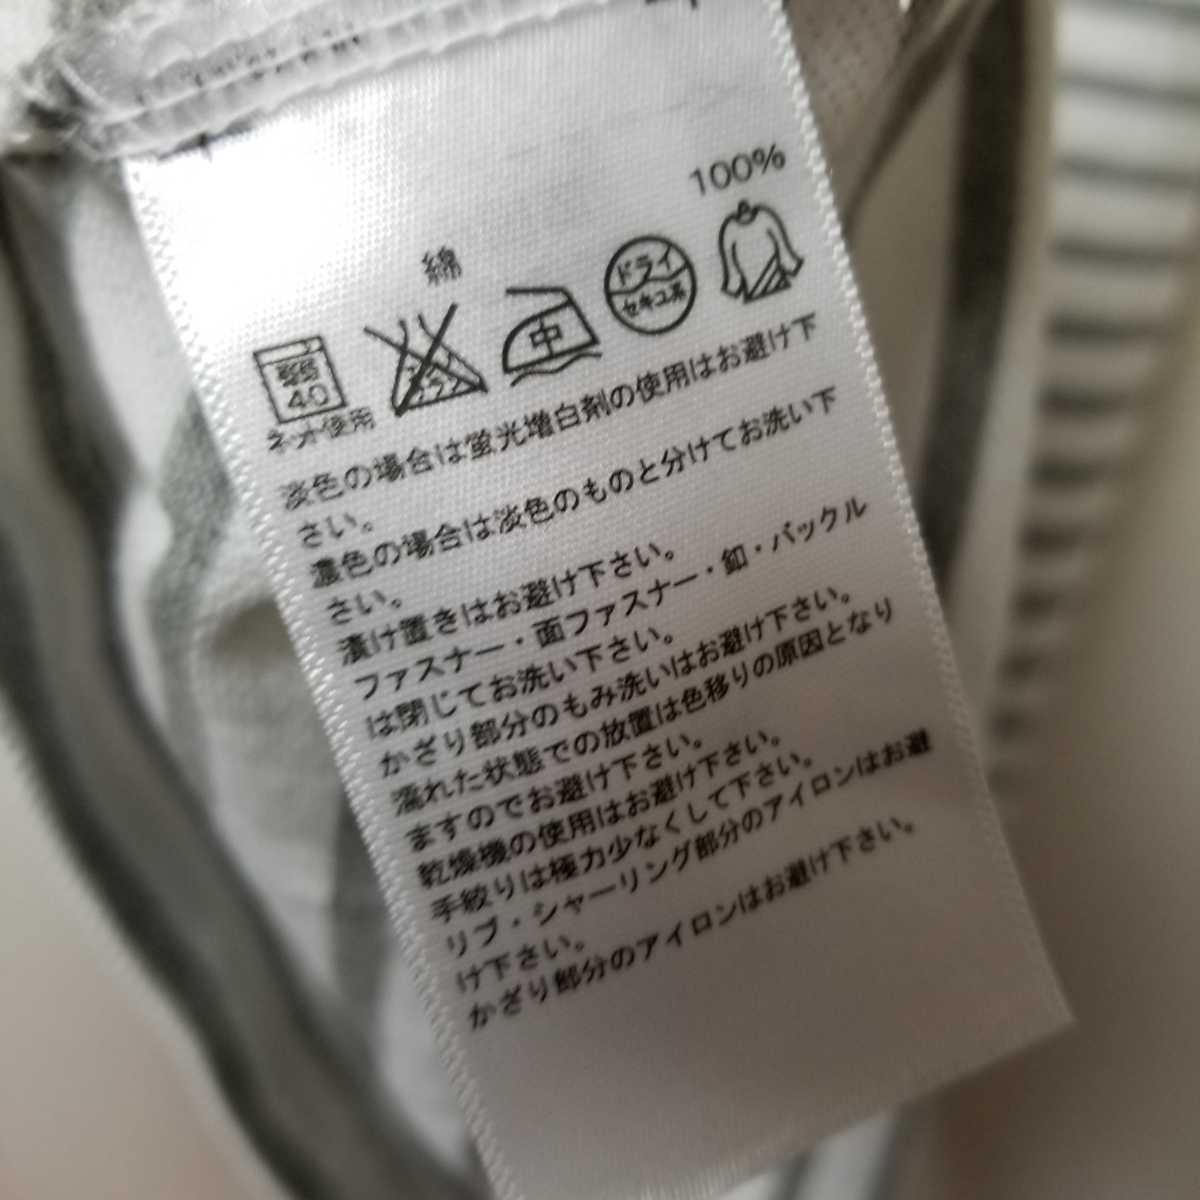 綿 100%
40
ネット使用
エンソ
サラシ
中
ドライ
セキユ系
淡色の場合は蛍光増白剤の使用はお避け下
さい。
濃色の場合は淡色のものと分けてお洗い下
さい。
漬け置きはお避け下さい。
ファスナー・面ファスナー・釦・バックル
は閉じてお洗い下さい。
かざり部分のもみ洗いはお避け下さい。
濡れた状態での放置は色移りの原因となり
ますのでお避け下さい。
乾燥機の使用はお避け下さい。
手絞りは極力少なくして下さい。
リブ・シャーリング部分のアイロンはお避
け下さい。
かざり部分のアイロンはお避け下さい。